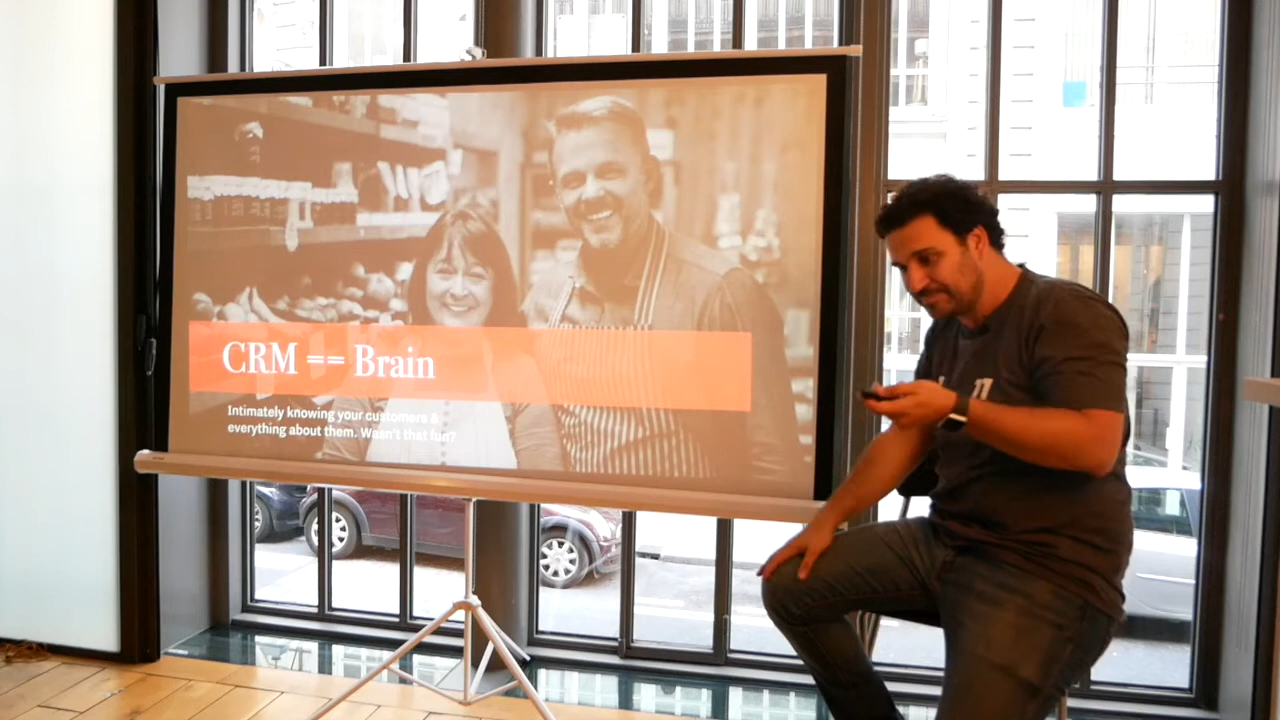 CRM == Brain
Intimately knowing your customers &
everything about them. Wasn't that fun?